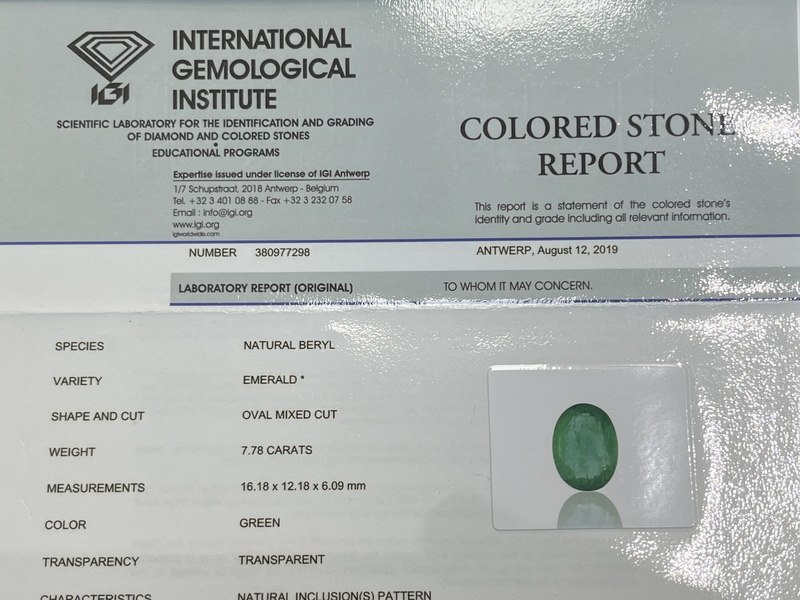 IGI
INTERNATIONAL
GEMOLOGICAL
INSTITUTE
SCIENTIFIC LABORATORY FOR THE IDENTIFICATION AND GRADING
OF DIAMOND AND COLORED STONES
•
EDUCATIONAL PROGRAMS
Expertise issued under license of IGI Antwerp
1/7 Schupstraat, 2018 Antwerp - Belgium
Tel. +32 3 401 08 88 - Fax +32 3 232 07 58
Email : info@igi.org
www.igi.org
igiworldwide.com
COLORED STONE
REPORT
This report is a statement of the colored stone's
identity and grade including all relevant information.
NUMBER 380977298
ANTWERP, August 12, 2019
LABORATORY REPORT (ORIGINAL)
TO WHOM IT MAY CONCERN.
SPECIES NATURAL BERYL
VARIETY EMERALD *
SHAPE AND CUT OVAL MIXED CUT
WEIGHT 7.78 CARATS
MEASUREMENTS 16.18 x 12.18 x 6.09 mm
COLOR GREEN
TRANSPARENCY TRANSPARENT
CHARACTERISTICS NATURAL INCLUSION(S) PATTERN